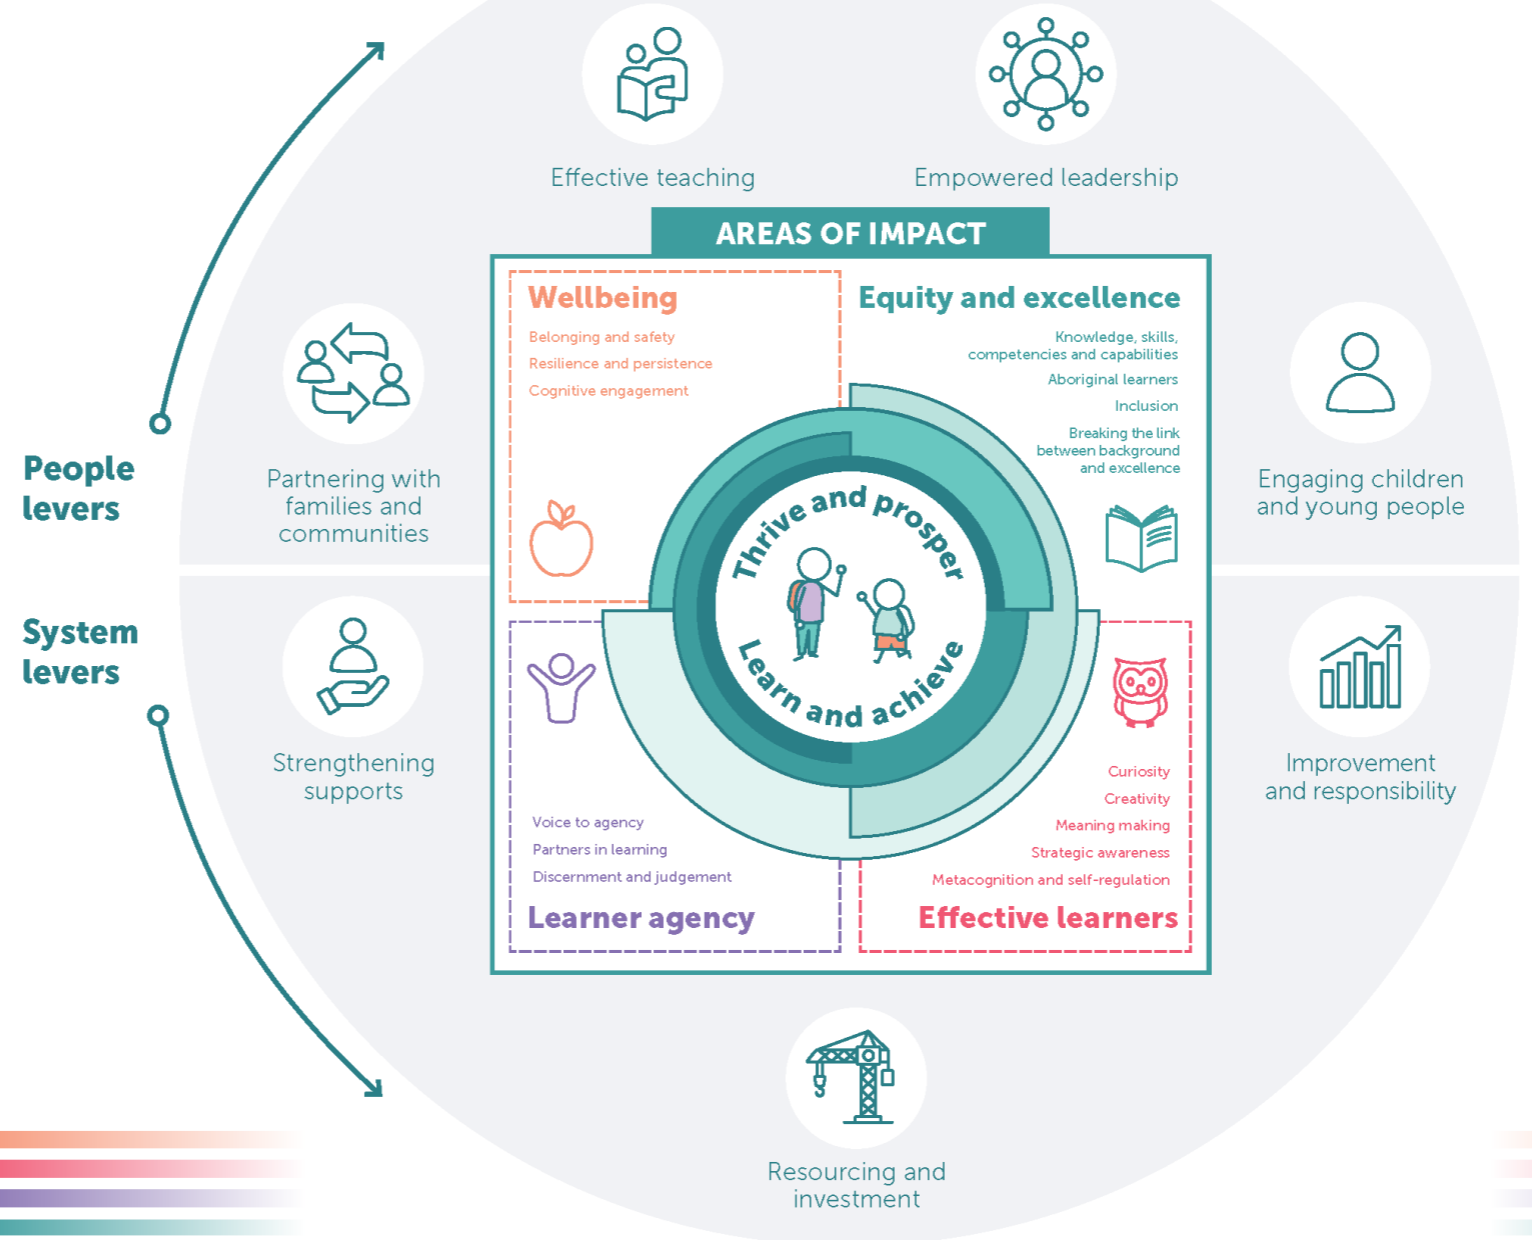 Effective teaching
Empowered leadership
AREAS OF IMPACT
Wellbeing
Belonging and safety
Resilience and persistence
Cognitive engagement
Equity and excellence
Knowledge, skills,
competencies and capabilities
Aboriginal learners
Inclusion
Breaking the link
between background
and excellence
People
levers
Partnering with
families and
communities
Engaging children
and young people
Thrive and prosper
Learn and achieve
System
levers
Strengthening
supports
Improvement
and responsibility
Voice to agency
Partners in learning
Discernment and judgement
Learner agency
Curiosity
Creativity
Meaning making
Strategic awareness
Metacognition and self-regulation
Effective learners
Resourcing and
investment